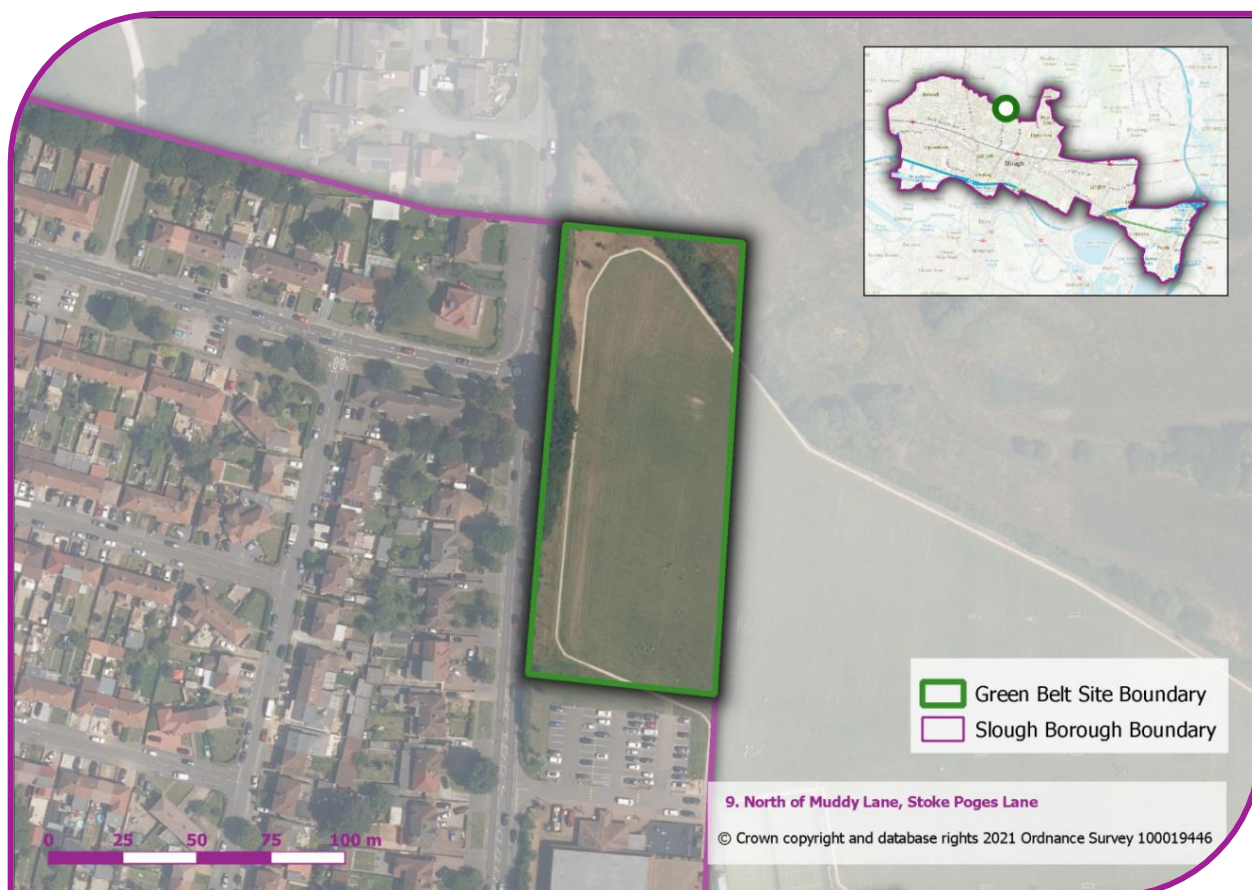 Slough
Green Belt Site Boundary
Slough Borough Boundary
9. North of Muddy Lane, Stoke Poges Lane
© Crown copyright and database rights 2021 Ordnance Survey 100019446
0 25 50 75 100 m